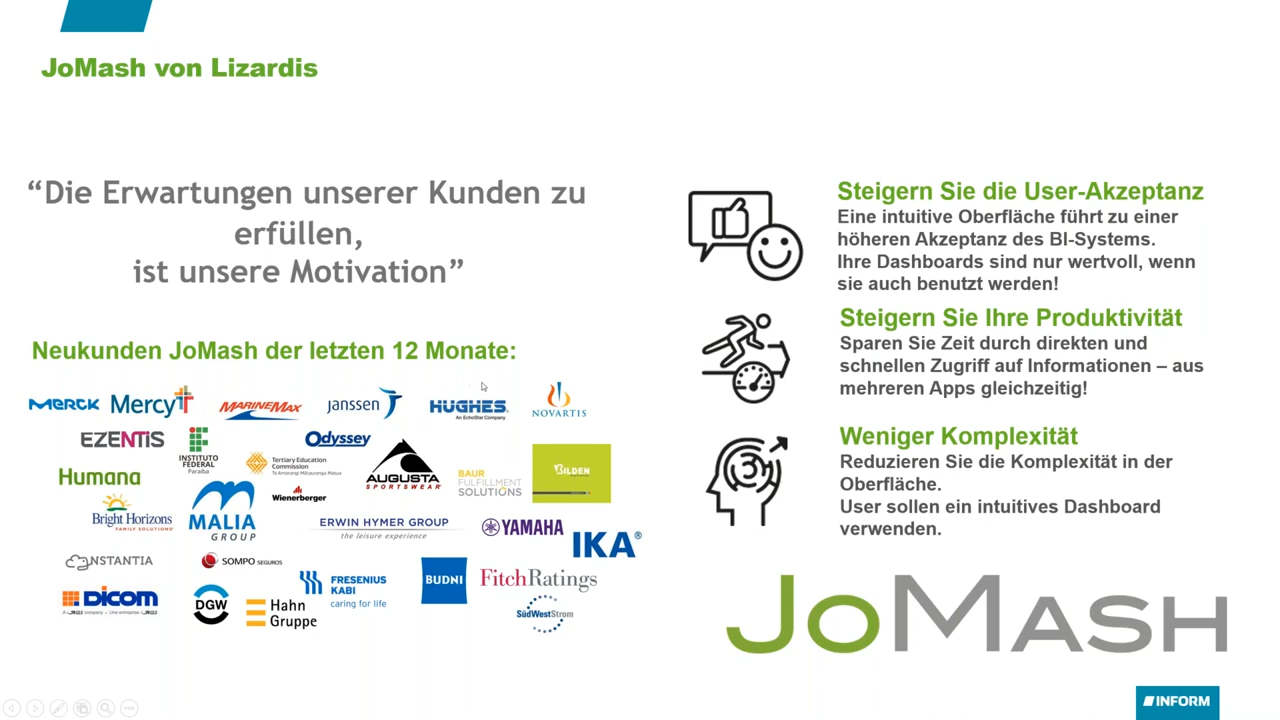 JoMash von Lizardis
“Die Erwartungen unserer Kunden zu
erfüllen,
ist unsere Motivation”
Neukunden JoMash der letzten 12 Monate:
MERCK
Mercy
MARINEMAX
janssen
HUGHES
An EchoStar Company
NOVARTIS
EZENTIS
INSTITUTO
FEDERAL
Paraíba
Odyssey
Tertiary Education
Commission
Te Amorangi Mātauranga Matua
AUGUSTA
SPORTSWEAR
BAUR
FULFILLMENT
SOLUTIONS
BILDEN
Humana
Wienerberger
Bright Horizons
FAMILY SOLUTIONS
MALIA
GROUP
ERWIN HYMER GROUP
the leisure experience
YAMAHA
IKA®
NSTANTIA
SOMPO SEGUROS
FRESENIUS
KABI
caring for life
BUDNI
FitchRatings
DICOM
DGW
Hahn
Gruppe
SüdWestStrom
Steigern Sie die User-Akzeptanz
Eine intuitive Oberfläche führt zu einer
höheren Akzeptanz des BI-Systems.
Ihre Dashboards sind nur wertvoll, wenn
sie auch benutzt werden!
Steigern Sie Ihre Produktivität
Sparen Sie Zeit durch direkten und
schnellen Zugriff auf Informationen – aus
mehreren Apps gleichzeitig!
Weniger Komplexität
Reduzieren Sie die Komplexität in der
Oberfläche.
User sollen ein intuitives Dashboard
verwenden.
JOMASH
INFORM